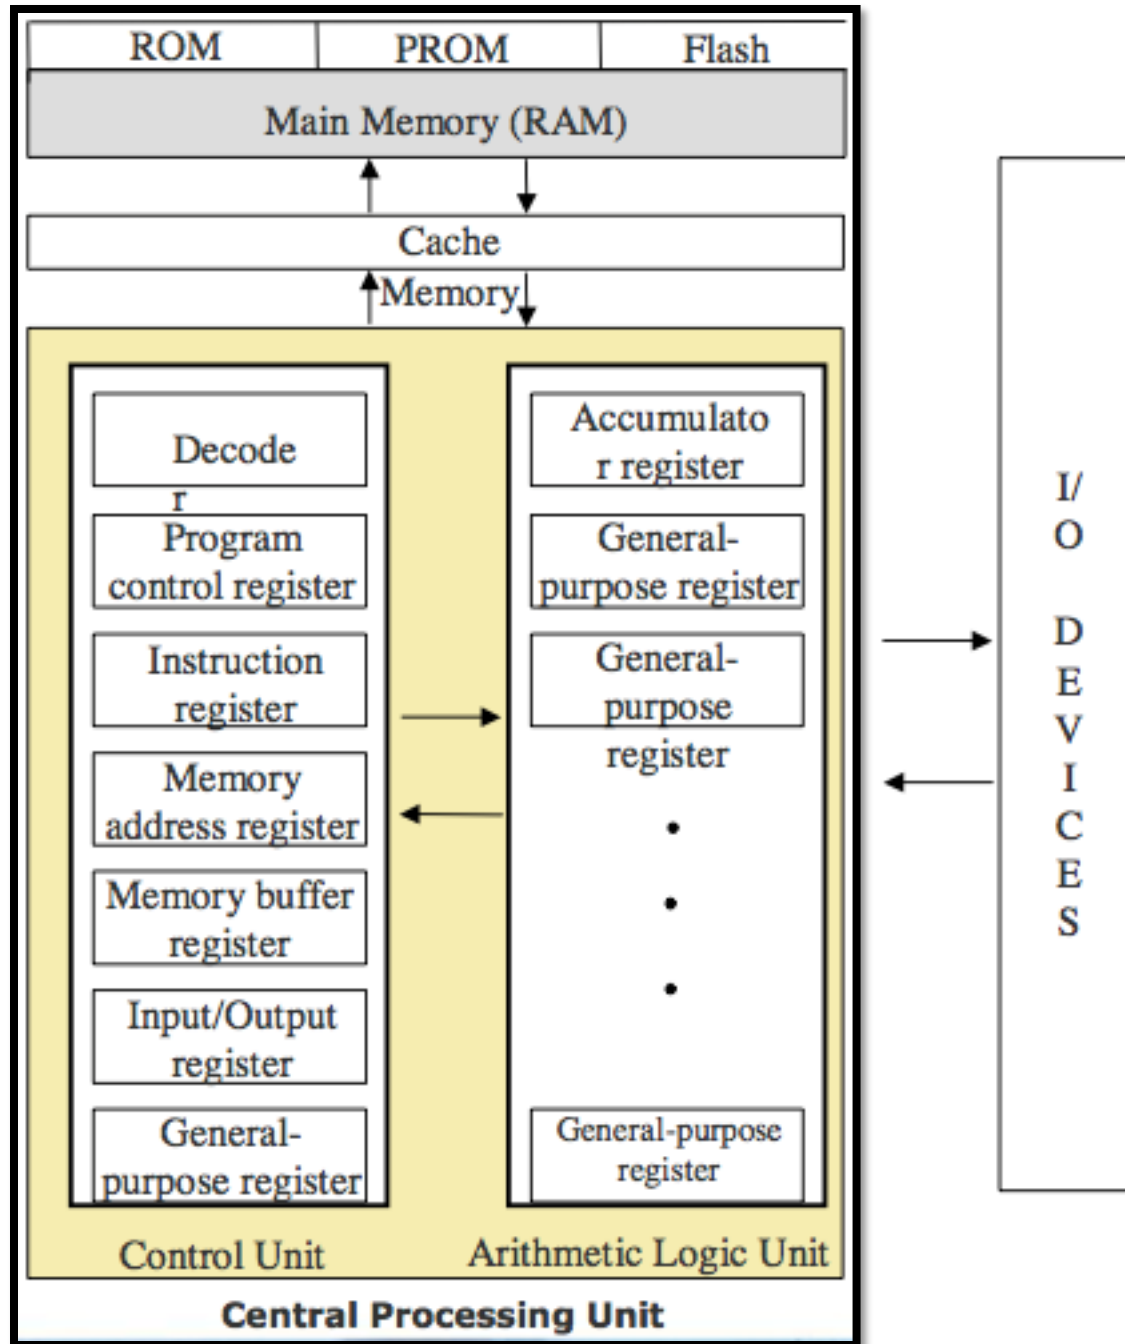 ROM PROM Flash
Main Memory (RAM)
Cache
Memory
Decode
r
Program
control register
Instruction
register
Memory
address register
Memory buffer
register
Input/Output
register
General-
purpose register
Control Unit
Accumulato
r register
General-
purpose register
General-
purpose
register
General-purpose
register
Arithmetic Logic Unit
Central Processing Unit
I/
O
D
E
V
I
C
E
S